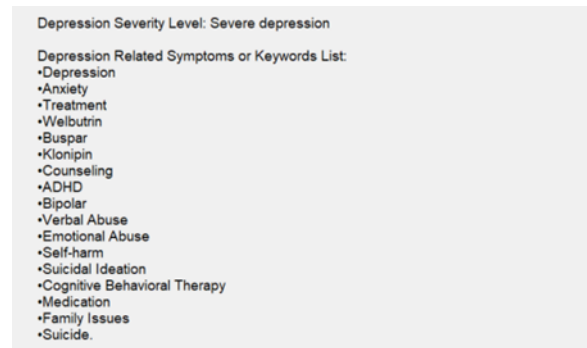 Depression Severity Level: Severe depression
Depression Related Symptoms or Keywords List:
•Depression
•Anxiety
•Treatment
•Welbutrin
•Buspar
•Klonipin
•Counseling
•ADHD
•Bipolar
•Verbal Abuse
•Emotional Abuse
•Self-harm
•Suicidal Ideation
•Cognitive Behavioral Therapy
•Medication
•Family Issues
•Suicide.